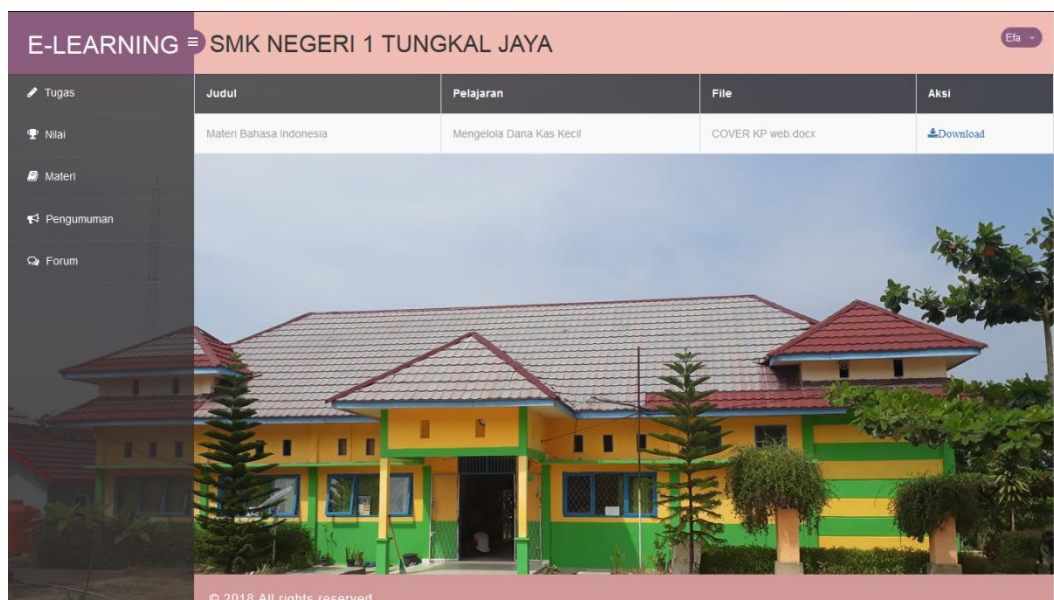 E-LEARNING SMK NEGERI 1 TUNGKAL JAYA Efa
Tugas
Nilai
Materi
Pengumuman
Forum
Judul Pelajaran File Aksi
Materi Bahasa Indonesia Mengelola Dana Kas Kecil COVER KP web.docx Download
© 2018 All rights reserved